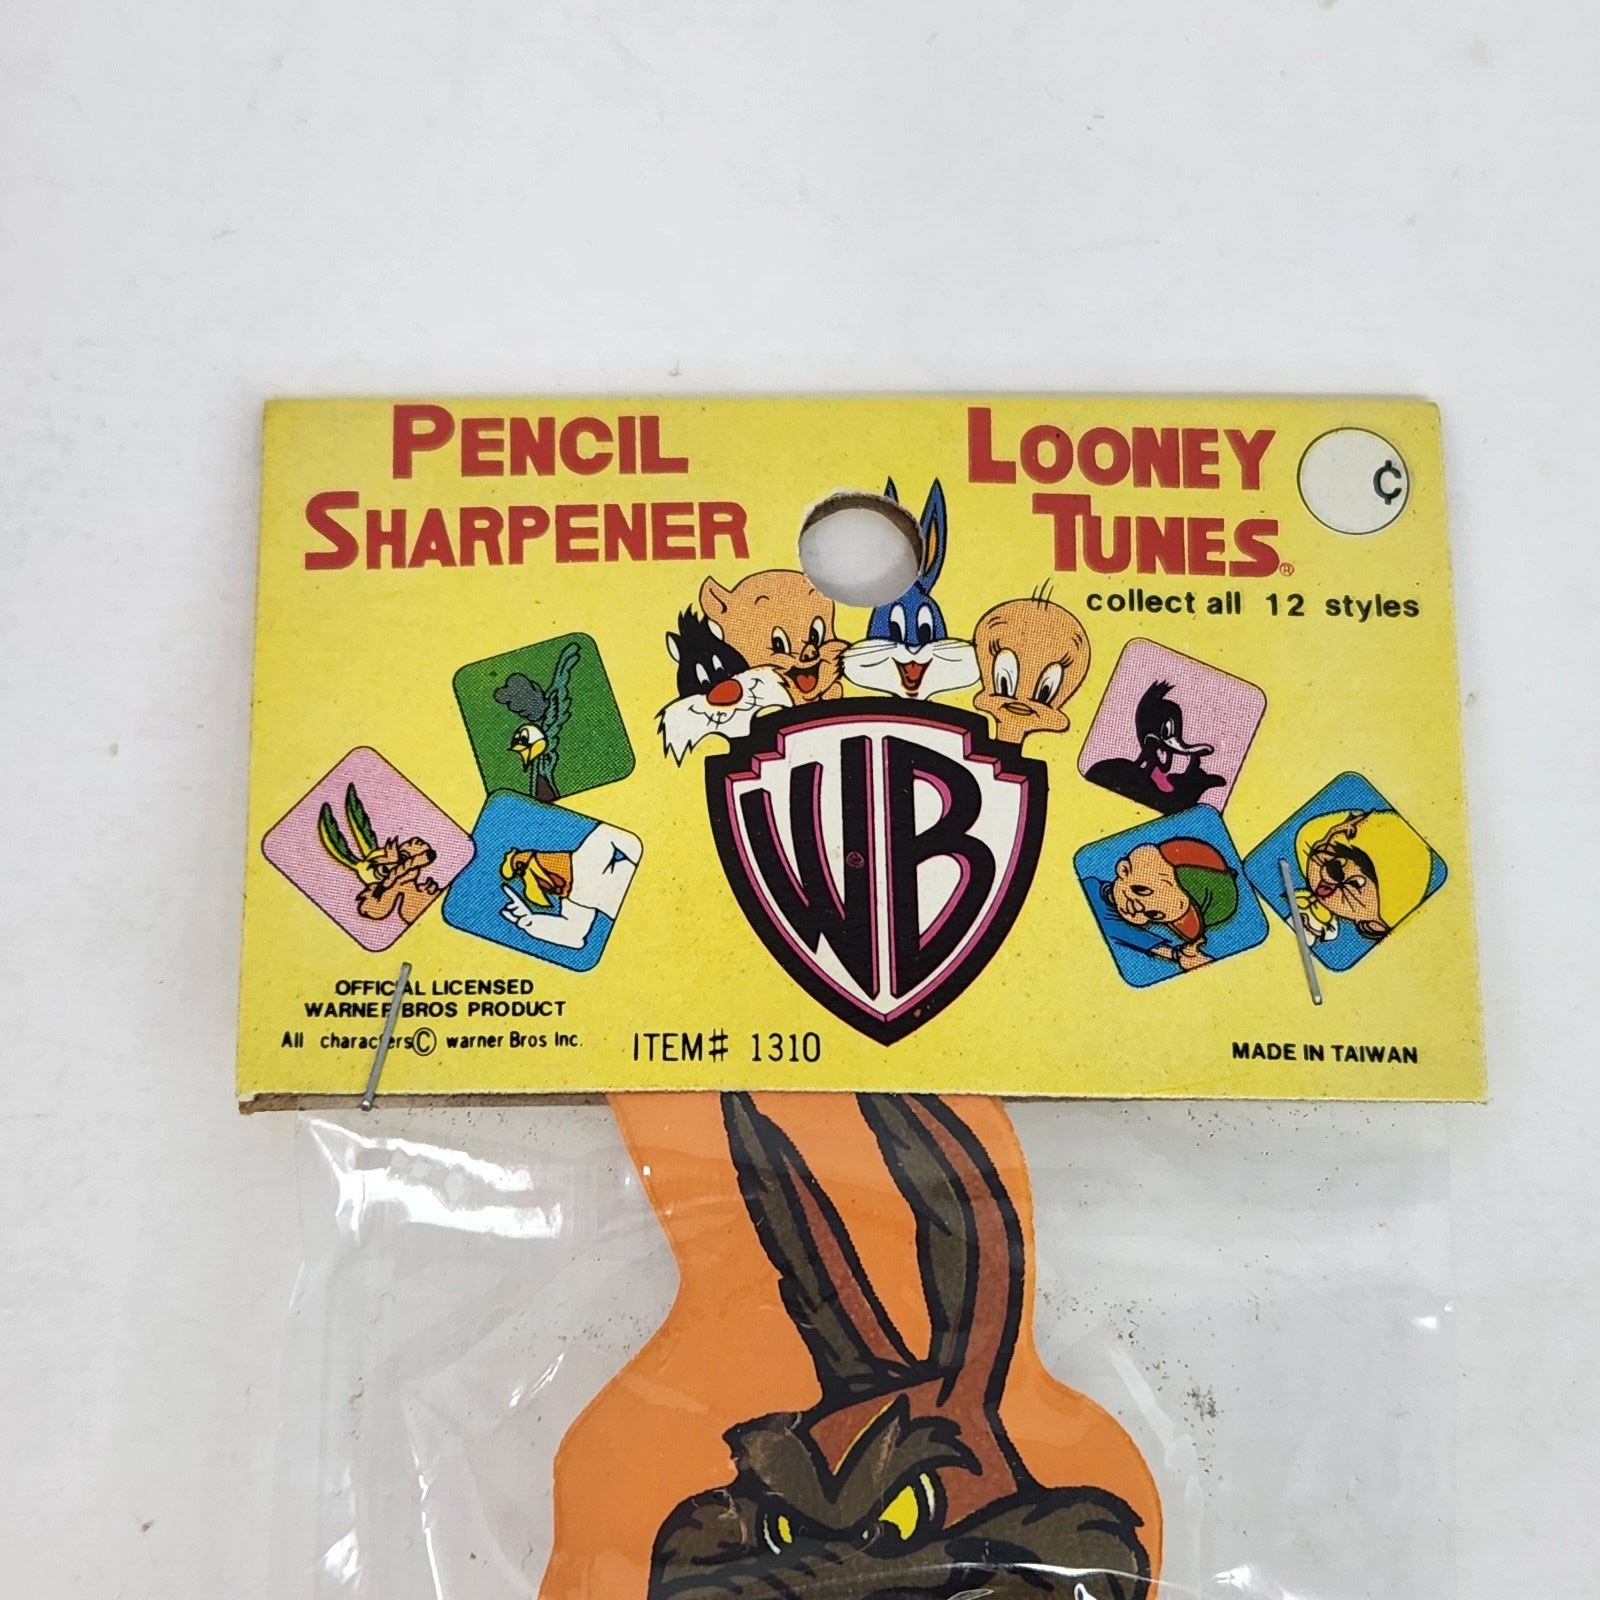 PENCIL
SHARPENER
LOONEY
TUNES®
¢
collect all 12 styles
WB
OFFICIAL LICENSED
WARNER BROS PRODUCT
All characters © warner Bros Inc.
ITEM# 1310
MADE IN TAIWAN